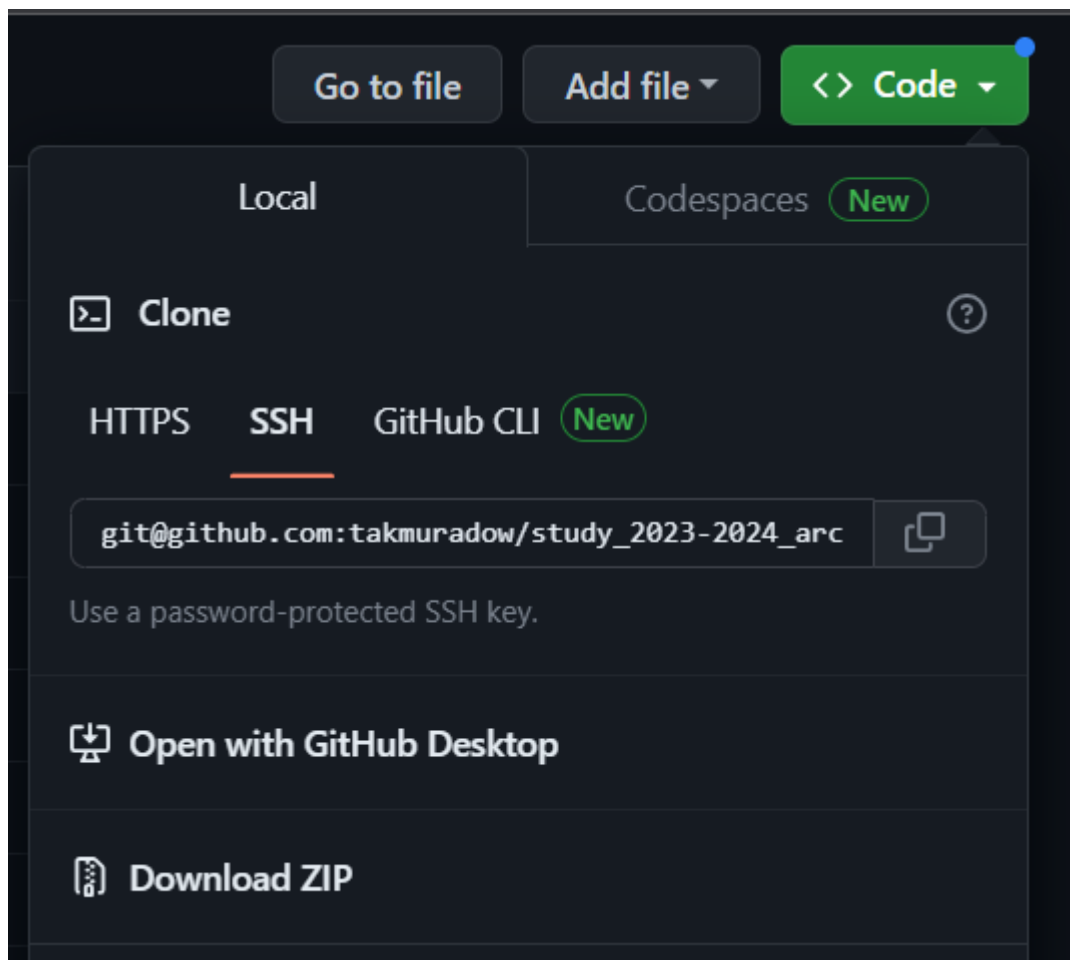 Go to file Add file <> Code
Local Codespaces New
Clone
HTTPS SSH GitHub CLI New
git@github.com:takmuradow/study_2023-2024_arc
Use a password-protected SSH key.
Open with GitHub Desktop
Download ZIP